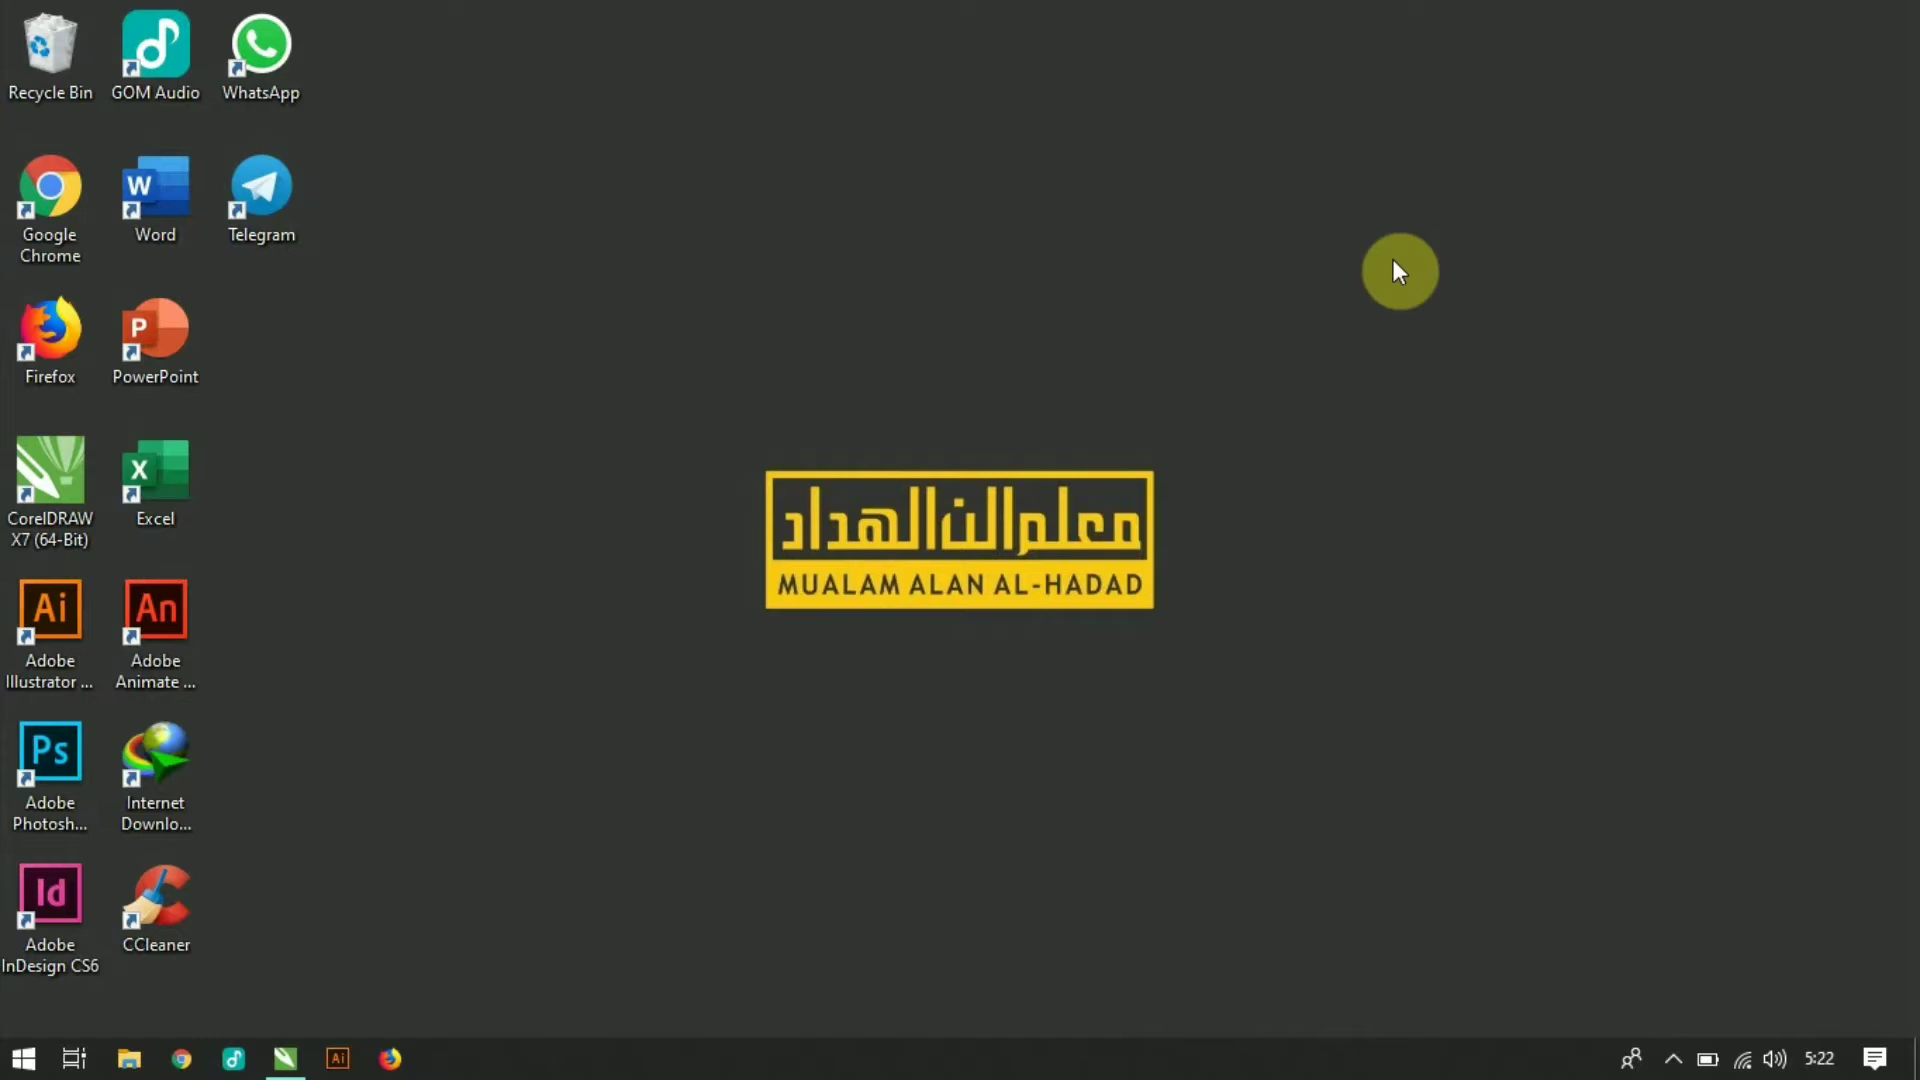 Recycle Bin
GOM Audio
WhatsApp
Google
Chrome
Word
Telegram
Firefox
PowerPoint
CorelDRAW
X7 (64-Bit)
Excel
Adobe
Illustrator ...
Adobe
Animate ...
Adobe
Photosh...
Internet
Downlo...
Adobe
InDesign CS6
CCleaner
معلم الن الهداد
MUALAM ALAN AL-HADAD
5:22